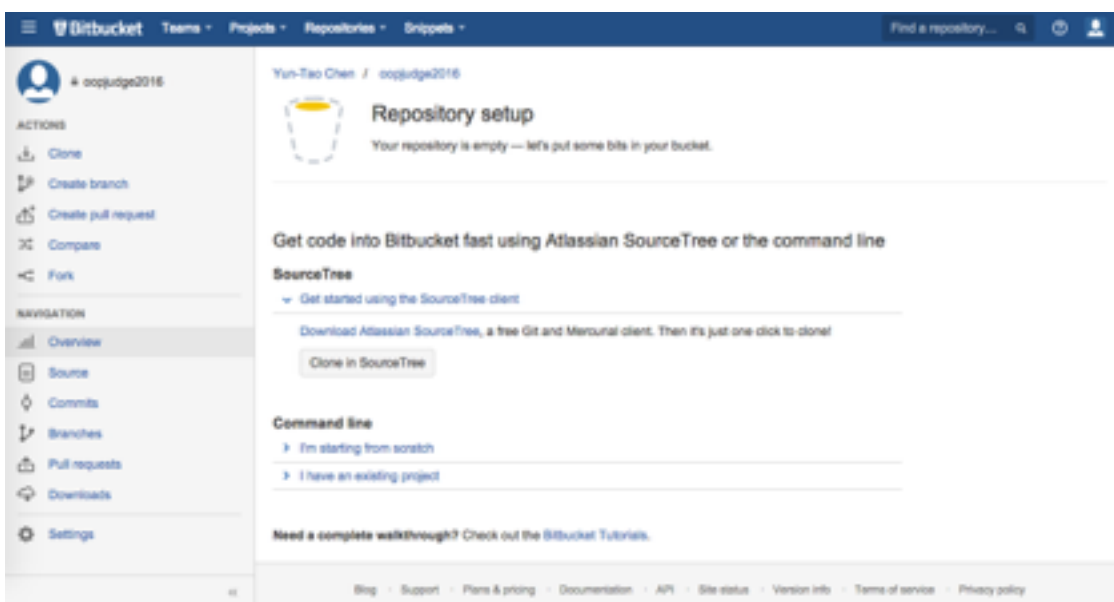 Bitbucket Teams Projects Repositories Snippets Find a repository...
oopjudge2016
ACTIONS
Clone
Create branch
Create pull request
Compare
Fork
NAVIGATION
Overview
Source
Commits
Branches
Pull requests
Downloads
Settings
Yun-Tao Chen / oopjudge2016
Repository setup
Your repository is empty — let's put some bits in your bucket.
Get code into Bitbucket fast using Atlassian SourceTree or the command line
SourceTree
Get started using the SourceTree client
Download Atlassian SourceTree, a free Git and Mercurial client. Then it's just one click to clone!
Clone in SourceTree
Command line
I'm starting from scratch
I have an existing project
Need a complete walkthrough? Check out the Bitbucket Tutorials.
Blog · Support · Plans & pricing · Documentation · API · Site status · Version info · Terms of service · Privacy policy